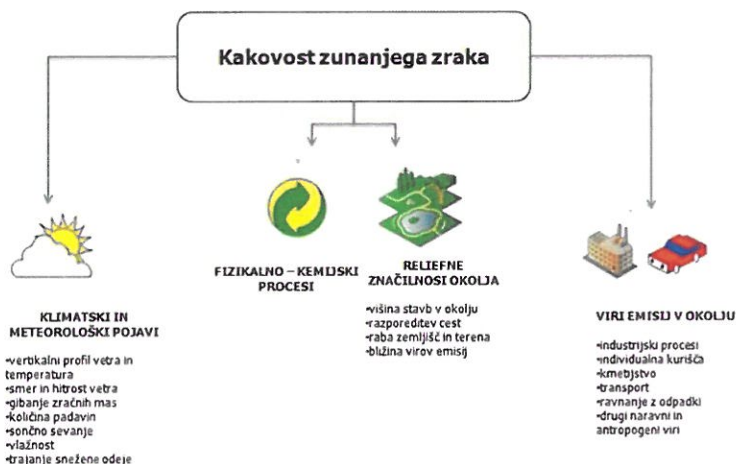 Kakovost zunanjega zraka
KLIMATSKI IN
METEOROLOŠKI POJAVI
•vertikalni profil vetra in
temperatura
•smer in hitrost vetra
•gibanje zračnih mas
•količina padavin
•sončno sevanje
•vlažnost
•trajanje snežene odeje
FIZIKALNO – KEMIJSKI
PROCESI
RELIEFNE
ZNAČILNOSI OKOLJA
•višina stavb v okolju
•razporeditev cest
•raba zemljišč in terena
•bližina virov emisij
VIRI EMISIJ V OKOLJU
•industrijski procesi
•individualna kurišča
•kmetijstvo
•transport
•ravnanje z odpadki
•drugi naravni in
antropogeni viri